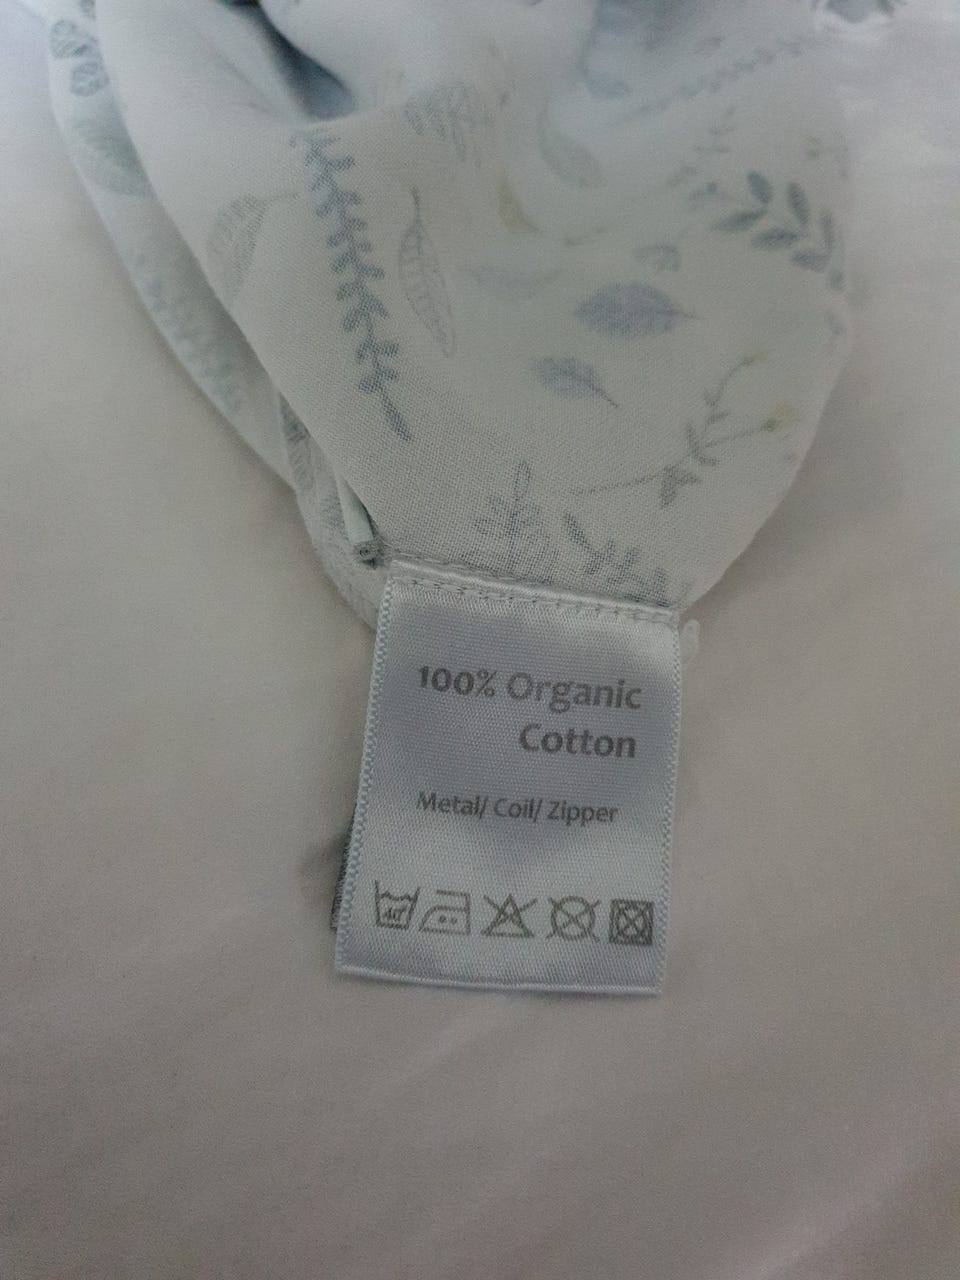 100% Organic
Cotton
Metal/ Coil/ Zipper
40°